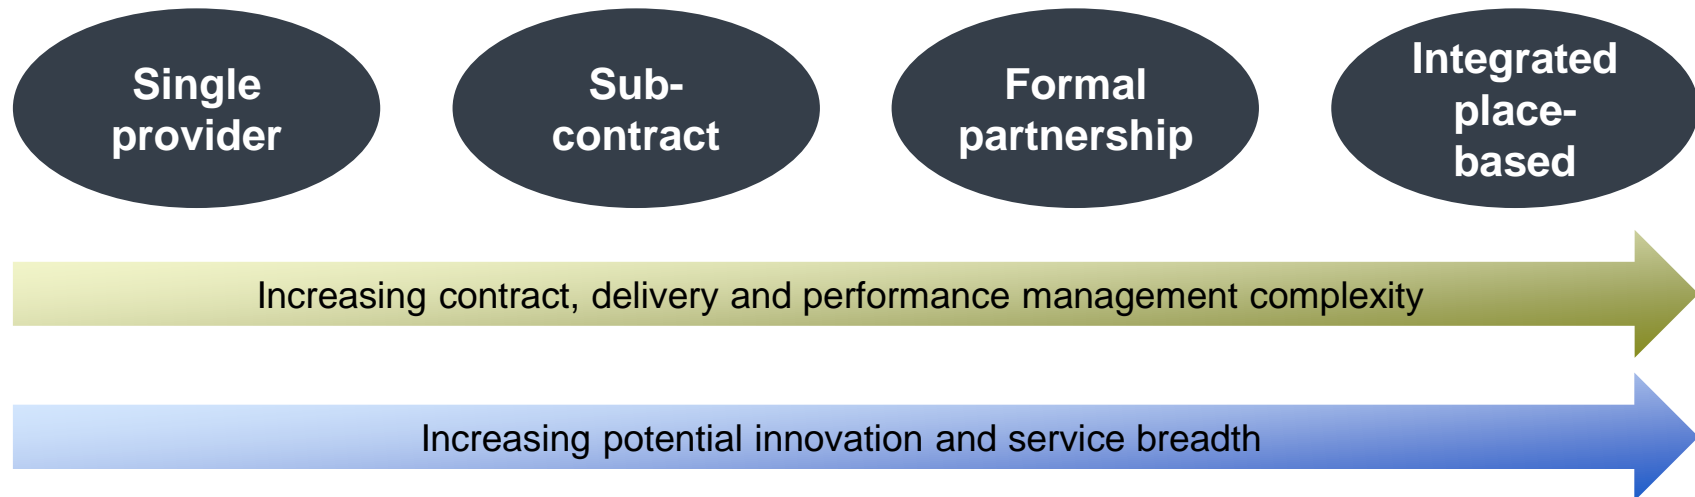 Single
provider
Sub-
contract
Formal
partnership
Integrated
place-
based
Increasing contract, delivery and performance management complexity
Increasing potential innovation and service breadth